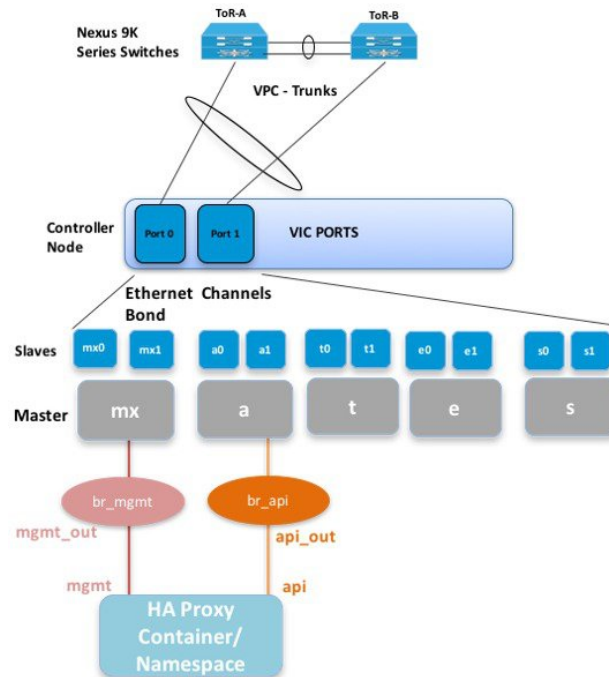 ToR-A
ToR-B
Nexus 9K
Series Switches
VPC - Trunks
Controller
Node
Port 0
Port 1
VIC PORTS
Ethernet Channels
Bond
Slaves
mx0
mx1
a0
a1
t0
t1
e0
e1
s0
s1
Master
mx
a
t
e
s
br_mgmt
br_api
mgmt_out
api_out
mgmt
api
HA Proxy
Container/
Namespace